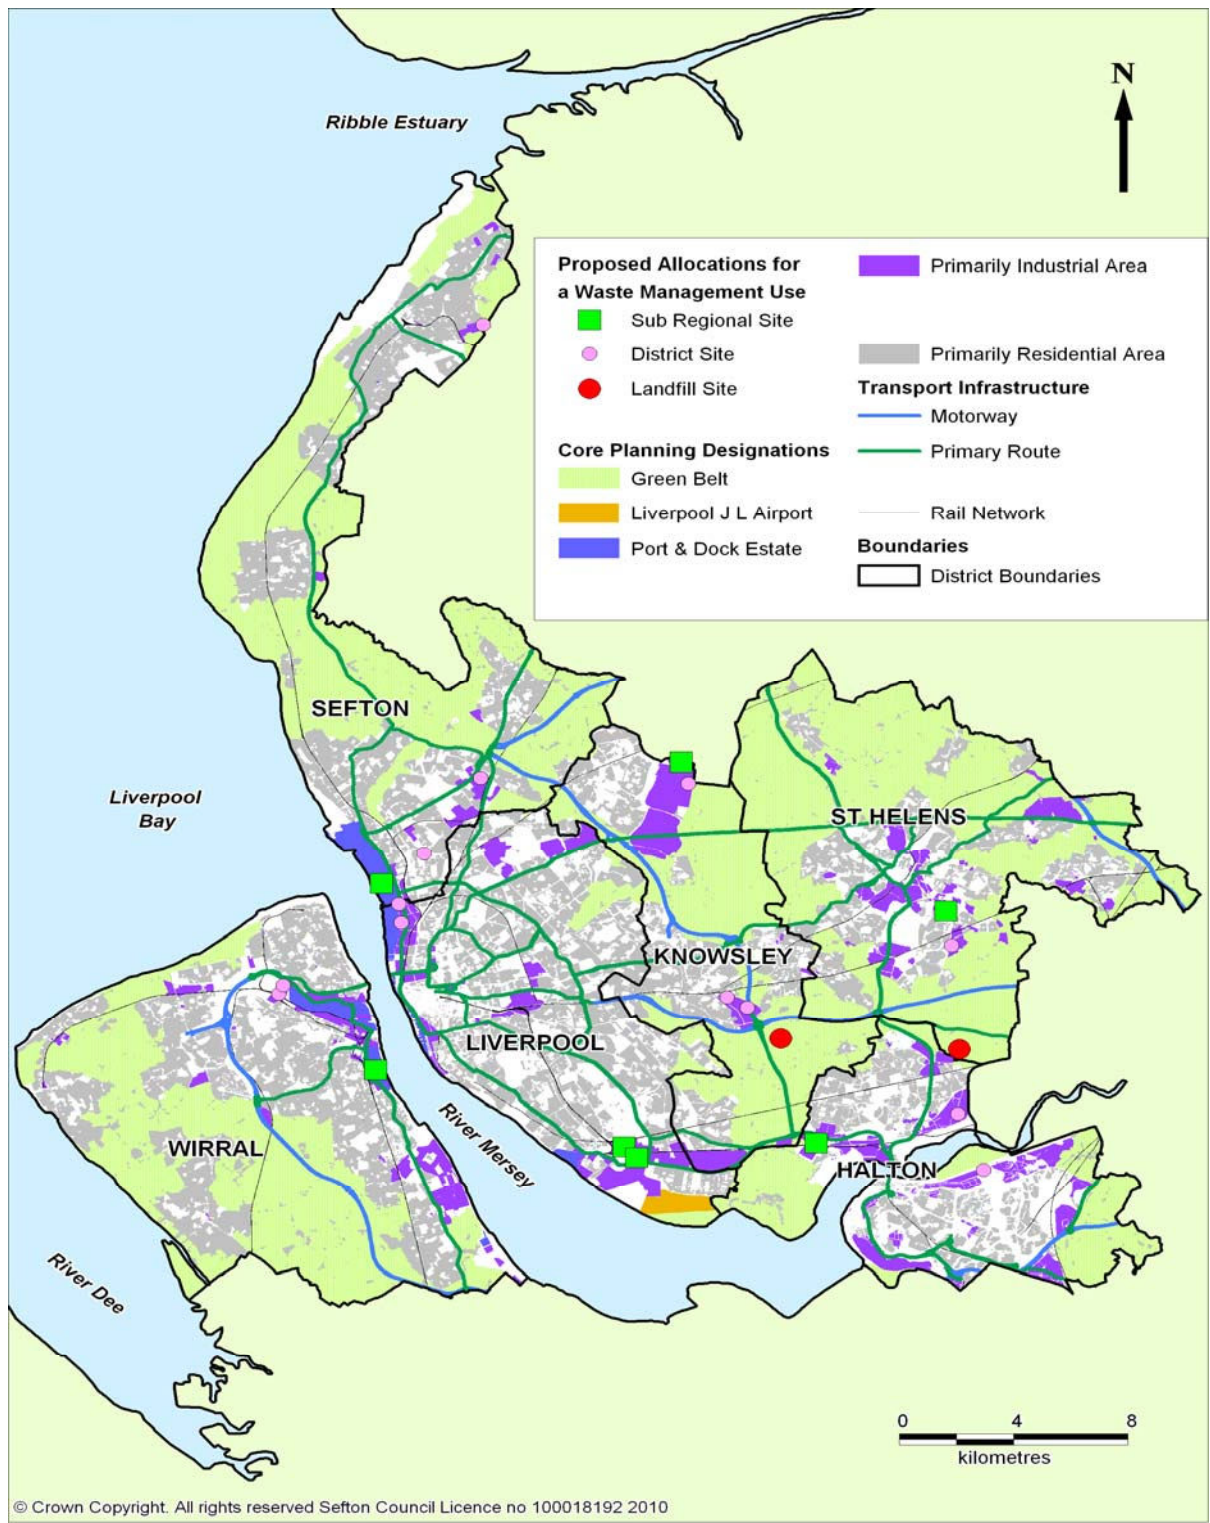 N
Ribble Estuary
Proposed Allocations for
a Waste Management Use
Sub Regional Site
District Site
Landfill Site
Core Planning Designations
Green Belt
Liverpool J L Airport
Port & Dock Estate
Primarily Industrial Area
Primarily Residential Area
Transport Infrastructure
Motorway
Primary Route
Rail Network
Boundaries
District Boundaries
SEFTON
Liverpool
Bay
ST HELENS
KNOWSLEY
LIVERPOOL
River Mersey
WIRRAL
HALTON
River Dee
0 4 8
kilometres
© Crown Copyright. All rights reserved Sefton Council Licence no 100018192 2010